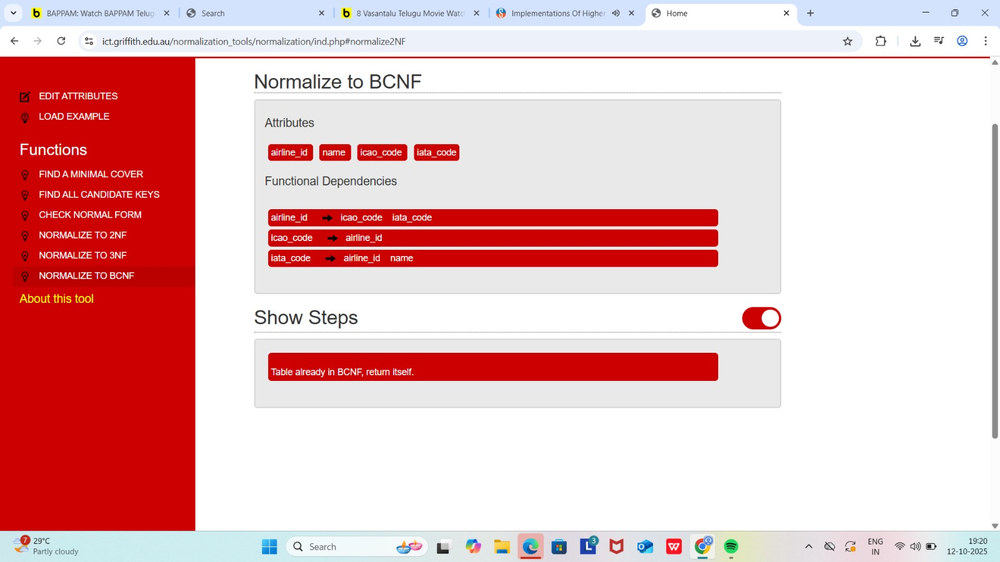 BAPPAM: Watch BAPPAM Telug
Search
8 Vasantalu Telugu Movie Watc
Implementations Of Higher
Home
ict.griffith.edu.au/normalization_tools/normalization/ind.php#normalize2NF
EDIT ATTRIBUTES
LOAD EXAMPLE
Functions
FIND A MINIMAL COVER
FIND ALL CANDIDATE KEYS
CHECK NORMAL FORM
NORMALIZE TO 2NF
NORMALIZE TO 3NF
NORMALIZE TO BCNF
About this tool
Normalize to BCNF
Attributes
airline_id name icao_code iata_code
Functional Dependencies
airline_id → icao_code iata_code
icao_code → airline_id
iata_code → airline_id name
Show Steps
Table already in BCNF, return itself.
7
29°C
Partly cloudy
Search
3
ENG
IN
19:20
12-10-2025